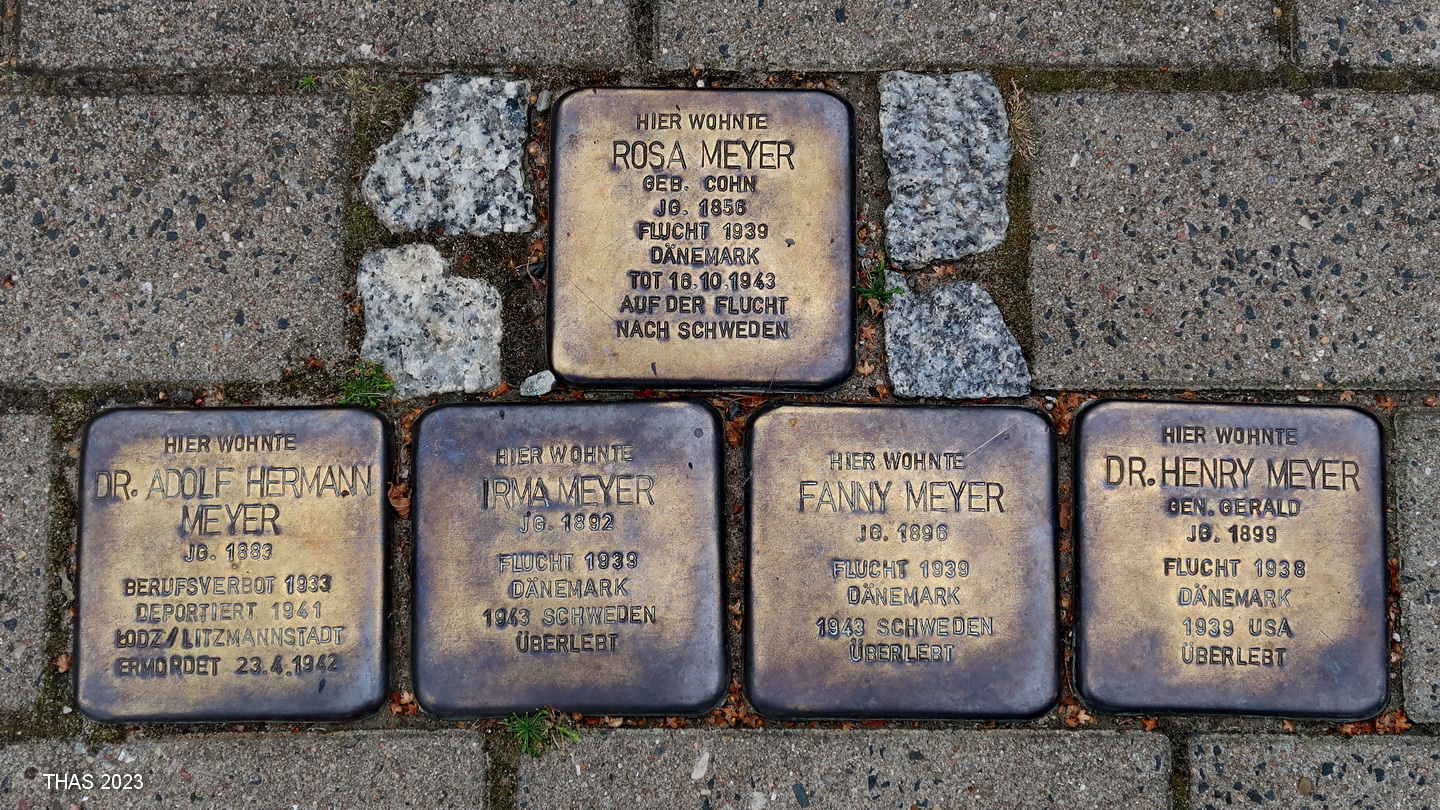 HIER WOHNTE
ROSA MEYER
GEB. COHN
JG. 1856
FLUCHT 1939
DÄNEMARK
TOT 16.10.1943
AUF DER FLUCHT
NACH SCHWEDEN
HIER WOHNTE
DR. ADOLF HERMANN
MEYER
JG. 1883
BERUFSVERBOT 1933
DEPORTIERT 1941
ŁODZ/LITZMANNSTADT
ERMORDET 23.4.1942
HIER WOHNTE
IRMA MEYER
JG. 1892
FLUCHT 1939
DÄNEMARK
1943 SCHWEDEN
ÜBERLEBT
HIER WOHNTE
FANNY MEYER
JG. 1896
FLUCHT 1939
DÄNEMARK
1943 SCHWEDEN
ÜBERLEBT
HIER WOHNTE
DR. HENRY MEYER
GEN. GERALD
JG. 1899
FLUCHT 1938
DÄNEMARK
1939 USA
ÜBERLEBT
THAS 2023